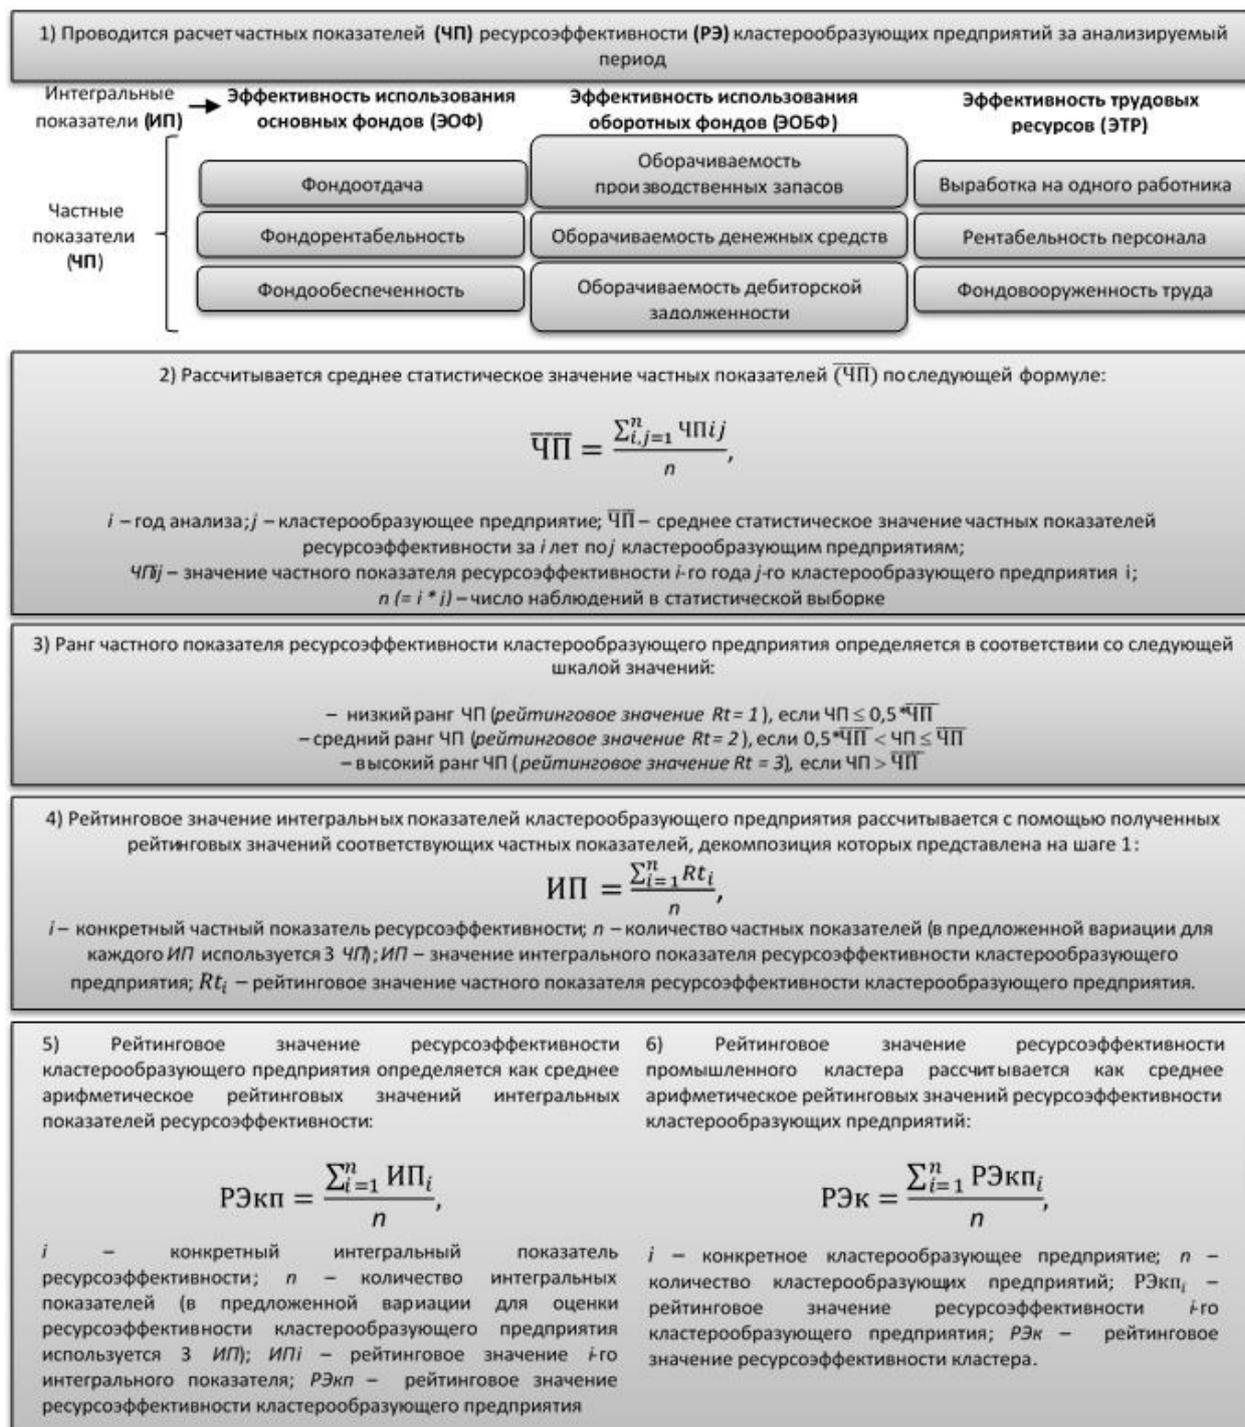 1) Проводится расчет частных показателей (ЧП) ресурсоэффективности (РЭ) кластерообразующих предприятий за анализируемый
период
Интегральные
показатели (ИП)
Эффективность использования
основных фондов (ЭОФ)
Эффективность использования
оборотных фондов (ЭОБФ)
Эффективность трудовых
ресурсов (ЭТР)
Частные
показатели
(ЧП)
Фондоотдача
Оборачиваемость
производственных запасов
Выработка на одного работника
Фондорентабельность
Оборачиваемость денежных средств
Рентабельность персонала
Фондообеспеченность
Оборачиваемость дебиторской
задолженности
Фондовооруженность труда
2) Рассчитывается среднее статистическое значение частных показателей (ЧП) по следующей формуле:
ЧП = ∑ⁿi,j=1 ЧПij / n,
i – год анализа; j – кластерообразующее предприятие; ЧП – среднее статистическое значение частных показателей
ресурсоэффективности за i лет по j кластерообразующим предприятиям;
ЧПij – значение частного показателя ресурсоэффективности i-го года j-го кластерообразующего предприятия i;
n (= i * j) – число наблюдений в статистической выборке
3) Ранг частного показателя ресурсоэффективности кластерообразующего предприятия определяется в соответствии со следующей
шкалой значений:
– низкий ранг ЧП (рейтинговое значение Rt = 1), если ЧП ≤ 0,5*ЧП
– средний ранг ЧП (рейтинговое значение Rt = 2), если 0,5*ЧП < ЧП ≤ ЧП
– высокий ранг ЧП (рейтинговое значение Rt = 3), если ЧП > ЧП
4) Рейтинговое значение интегральных показателей кластерообразующего предприятия рассчитывается с помощью полученных
рейтинговых значений соответствующих частных показателей, декомпозиция которых представлена на шаге 1:
ИП = ∑ⁿi=1 Rti / n,
i – конкретный частный показатель ресурсоэффективности; n – количество частных показателей (в предложенной вариации для
каждого ИП используется 3 ЧП); ИП – значение интегрального показателя ресурсоэффективности кластерообразующего
предприятия; Rti – рейтинговое значение частного показателя ресурсоэффективности кластерообразующего предприятия.
5) Рейтинговое значение ресурсоэффективности
кластерообразующего предприятия определяется как среднее
арифметическое рейтинговых значений интегральных
показателей ресурсоэффективности:
РЭкп = ∑ⁿi=1 ИПi / n,
i – конкретный интегральный показатель
ресурсоэффективности; n – количество интегральных
показателей (в предложенной вариации для оценки
ресурсоэффективности кластерообразующего предприятия
используется 3 ИП); ИПi – рейтинговое значение i-го
интегрального показателя; РЭкп – рейтинговое значение
ресурсоэффективности кластерообразующего предприятия
6) Рейтинговое значение ресурсоэффективности
промышленного кластера рассчитывается как среднее
арифметическое рейтинговых значений ресурсоэффективности
кластерообразующих предприятий:
РЭк = ∑ⁿi=1 РЭкпi / n,
i – конкретное кластерообразующее предприятие; n –
количество кластерообразующих предприятий; РЭкпi –
рейтинговое значение ресурсоэффективности i-го
кластерообразующего предприятия; РЭк – рейтинговое
значение ресурсоэффективности кластера.